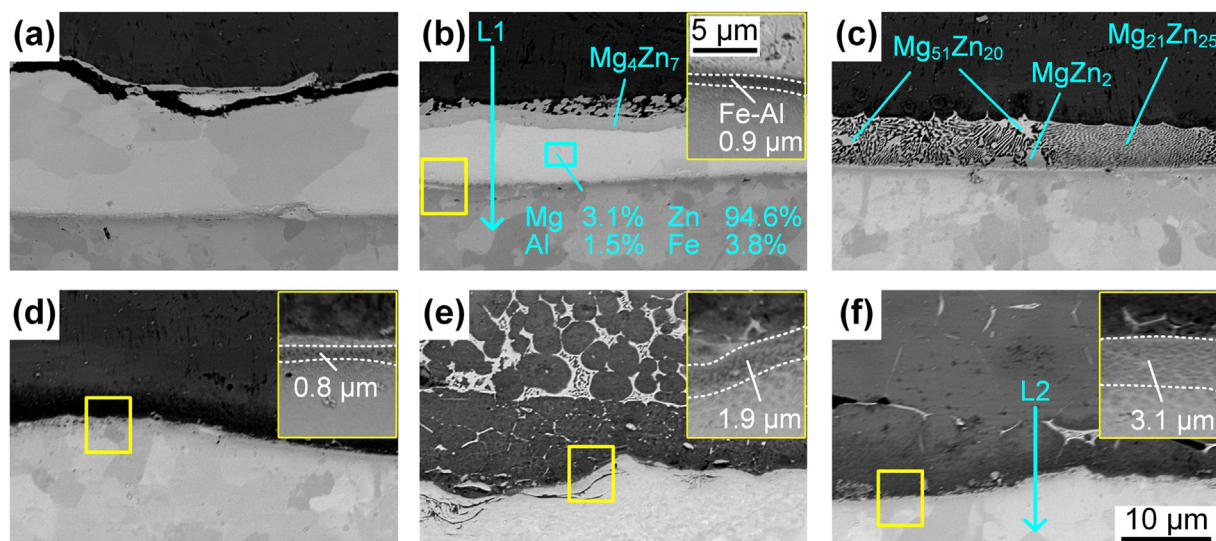 (a)
(b)
L1
Mg₄Zn₇
5 μm
Fe-Al
0.9 μm
Mg 3.1% Zn 94.6%
Al 1.5% Fe 3.8%
(c)
Mg₅₁Zn₂₀
MgZn₂
Mg₂₁Zn₂₅
(d)
0.8 μm
(e)
1.9 μm
(f)
L2
3.1 μm
10 μm